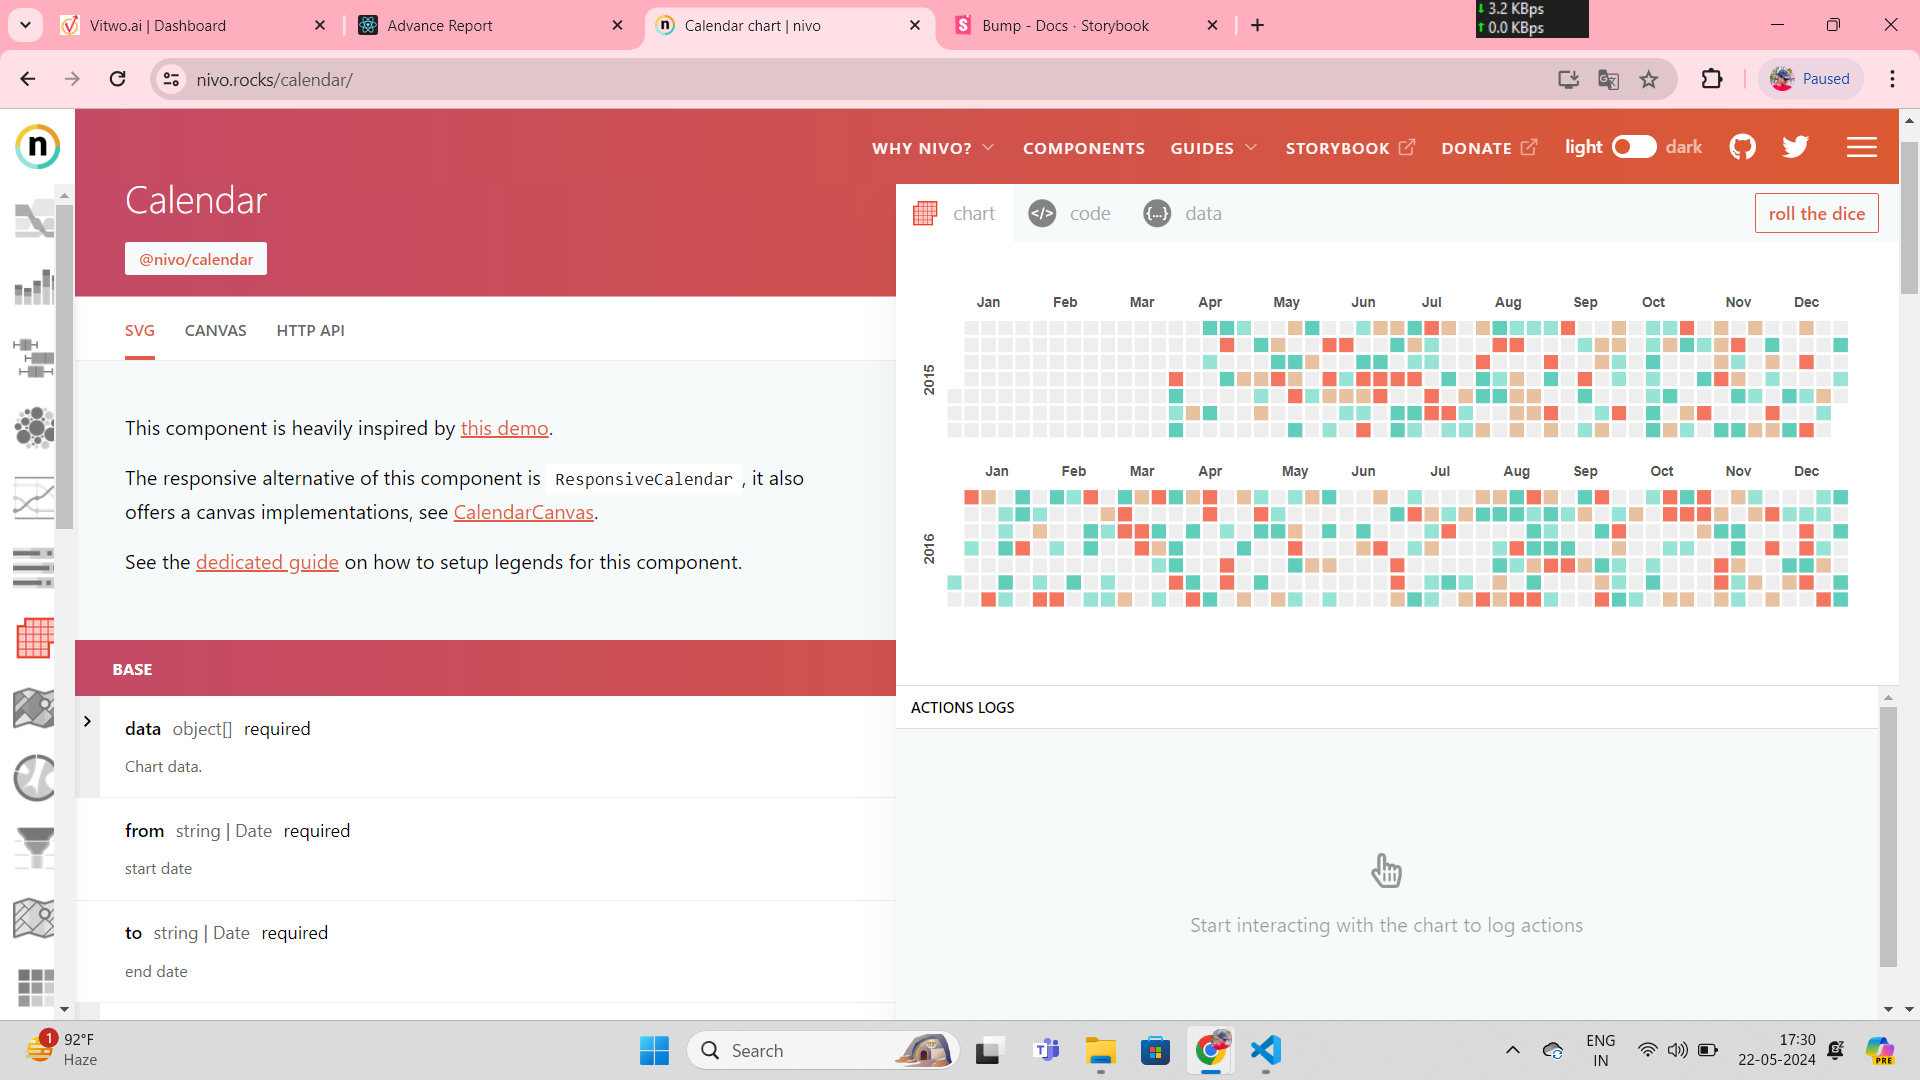 Vitwo.ai | Dashboard
Advance Report
Calendar chart | nivo
Bump - Docs · Storybook
3.2 KBps
0.0 KBps
nivo.rocks/calendar/
Paused
n
WHY NIVO?
COMPONENTS
GUIDES
STORYBOOK
DONATE
light
dark
Calendar
@nivo/calendar
chart
code
data
roll the dice
SVG
CANVAS
HTTP API
This component is heavily inspired by this demo.
The responsive alternative of this component is ResponsiveCalendar , it also
offers a canvas implementations, see CalendarCanvas.
See the dedicated guide on how to setup legends for this component.
Jan Feb Mar Apr May Jun Jul Aug Sep Oct Nov Dec
2015
Jan Feb Mar Apr May Jun Jul Aug Sep Oct Nov Dec
2016
BASE
data object[] required
Chart data.
from string | Date required
start date
to string | Date required
end date
ACTIONS LOGS
Start interacting with the chart to log actions
1
92°F
Haze
Search
ENG
IN
17:30
22-05-2024
PRE